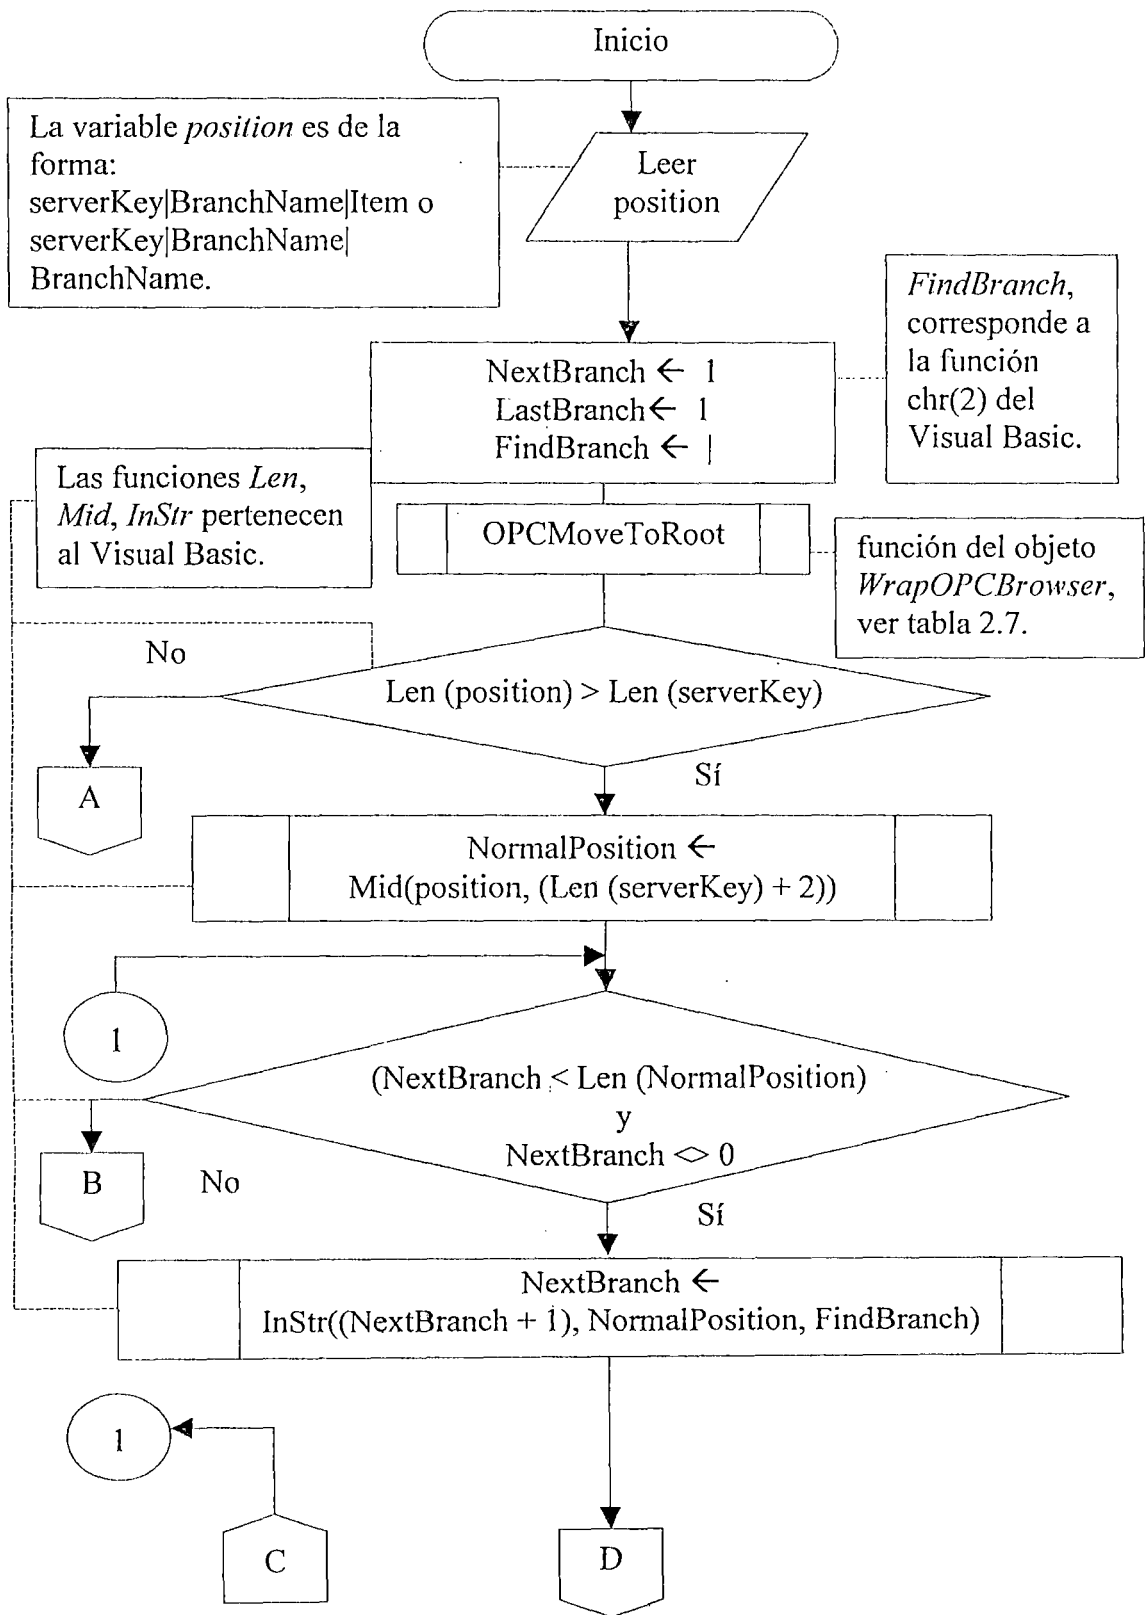 Inicio
La variable position es de la
forma:
serverKey|BranchName|Item o
serverKey|BranchName|
BranchName.
Leer
position
FindBranch,
corresponde a
la función
chr(2) del
Visual Basic.
NextBranch ← 1
LastBranch← 1
FindBranch ← |
Las funciones Len,
Mid, InStr pertenecen
al Visual Basic.
OPCMoveToRoot
función del objeto
WrapOPCBrowser,
ver tabla 2.7.
No
Len (position) > Len (serverKey)
Sí
A
NormalPosition ←
Mid(position, (Len (serverKey) + 2))
1
(NextBranch < Len (NormalPosition)
y
NextBranch <> 0
B
No
Sí
NextBranch ←
InStr((NextBranch + 1), NormalPosition, FindBranch)
1
C
D